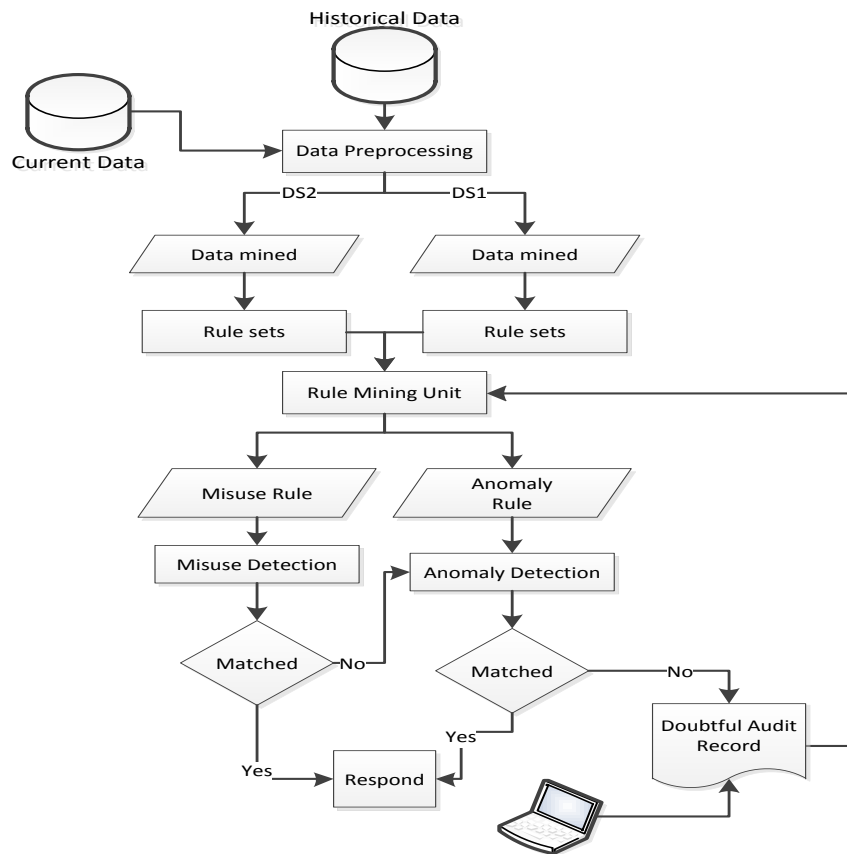 Historical Data
Current Data
Data Preprocessing
DS2
DS1
Data mined
Data mined
Rule sets
Rule sets
Rule Mining Unit
Misuse Rule
Anomaly
Rule
Misuse Detection
Anomaly Detection
Matched
No
Matched
No
Doubtful Audit
Record
Yes
Yes
Respond